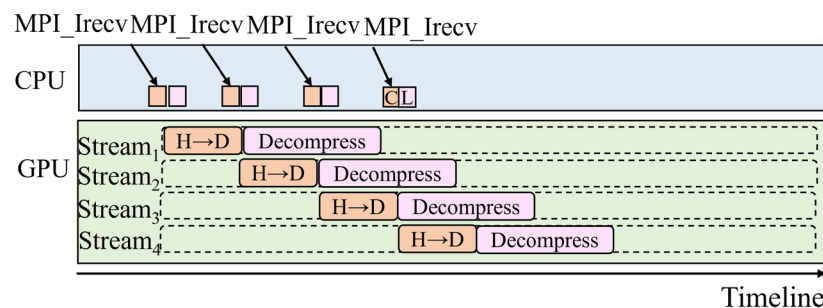 MPI_Irecv MPI_Irecv MPI_Irecv MPI_Irecv
CPU
C L
GPU
Stream1 H→D Decompress
Stream2 H→D Decompress
Stream3 H→D Decompress
Stream4 H→D Decompress
Timeline